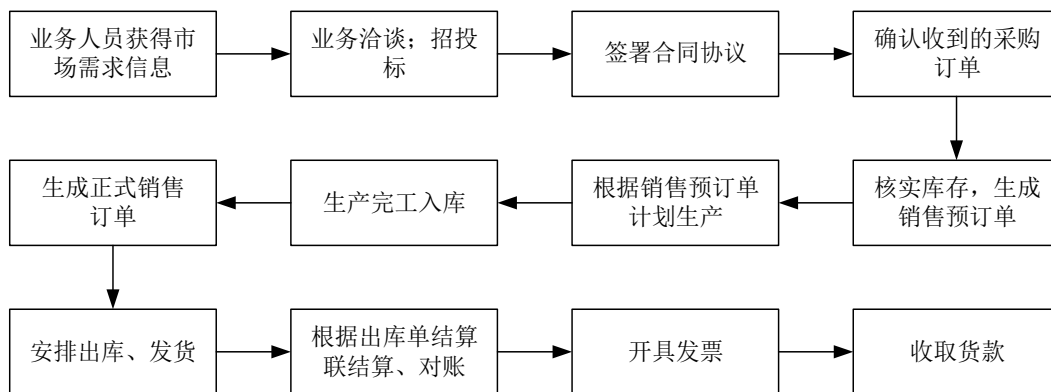 业务人员获得市
场需求信息
业务洽谈；招投
标
签署合同协议
确认收到的采购
订单
核实库存，生成
销售预订单
根据销售预订单
计划生产
生产完工入库
生成正式销售
订单
安排出库、发货
根据出库单结算
联结算、对账
开具发票
收取货款